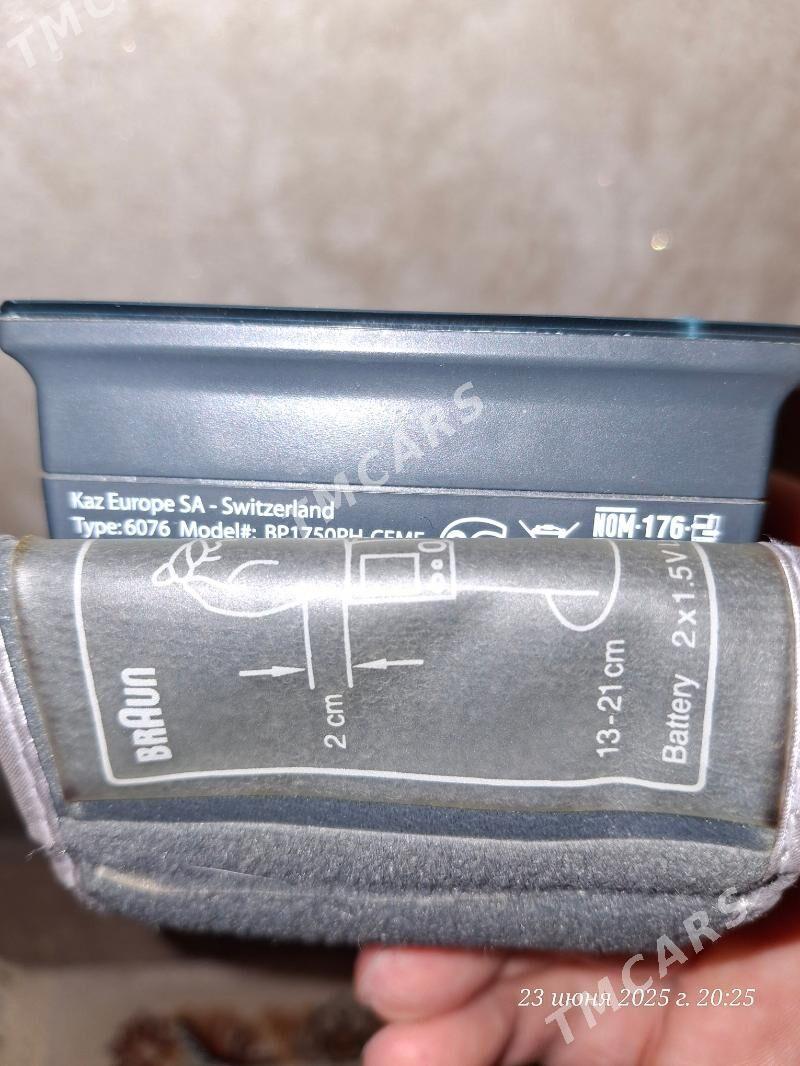 TMCARS
Kaz Europe SA - Switzerland
TMCARS
Type: 6076 Model#:
NOM-176-
BRAUN
2 cm
13-21 cm
Battery 2 x 1.5V
TMCARS
23 июня 2025 г. 20:25